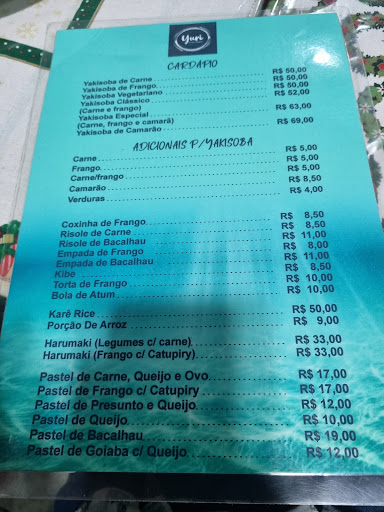 Yuri
CARDÁPIO
Yakisoba de Carne R$ 50,00
Yakisoba de Frango R$ 50,00
Yakisoba Vegetariano R$ 50,00
Yakisoba Clássico R$ 52,00
(Carne e frango)
Yakisoba Especial R$ 63,00
(Carne, frango e camarã)
Yakisoba de Camarão R$ 69,00
ADICIONAIS P/YAKISOBA
Carne R$ 5,00
Frango R$ 5,00
Carne/frango R$ 5,00
Camarão R$ 8,50
Verduras R$ 4,00
Coxinha de Frango R$ 8,50
Risole de Carne R$ 8,50
Risole de Bacalhau R$ 11,00
Empada de Frango R$ 8,00
Empada de Bacalhau R$ 11,00
Kibe R$ 8,50
Torta de Frango R$ 10,00
Bola de Atum R$ 10,00
Karê Rice R$ 50,00
Porção De Arroz R$ 9,00
Harumaki (Legumes c/ carne) R$ 33,00
Harumaki (Frango c/ Catupiry) R$ 33,00
Pastel de Carne, Queijo e Ovo R$ 17,00
Pastel de Frango c/ Catupiry R$ 17,00
Pastel de Presunto e Queijo R$ 12,00
Pastel de Queijo R$ 10,00
Pastel de Bacalhau R$ 19,00
Pastel de Goiaba c/ Queijo R$ 12,00